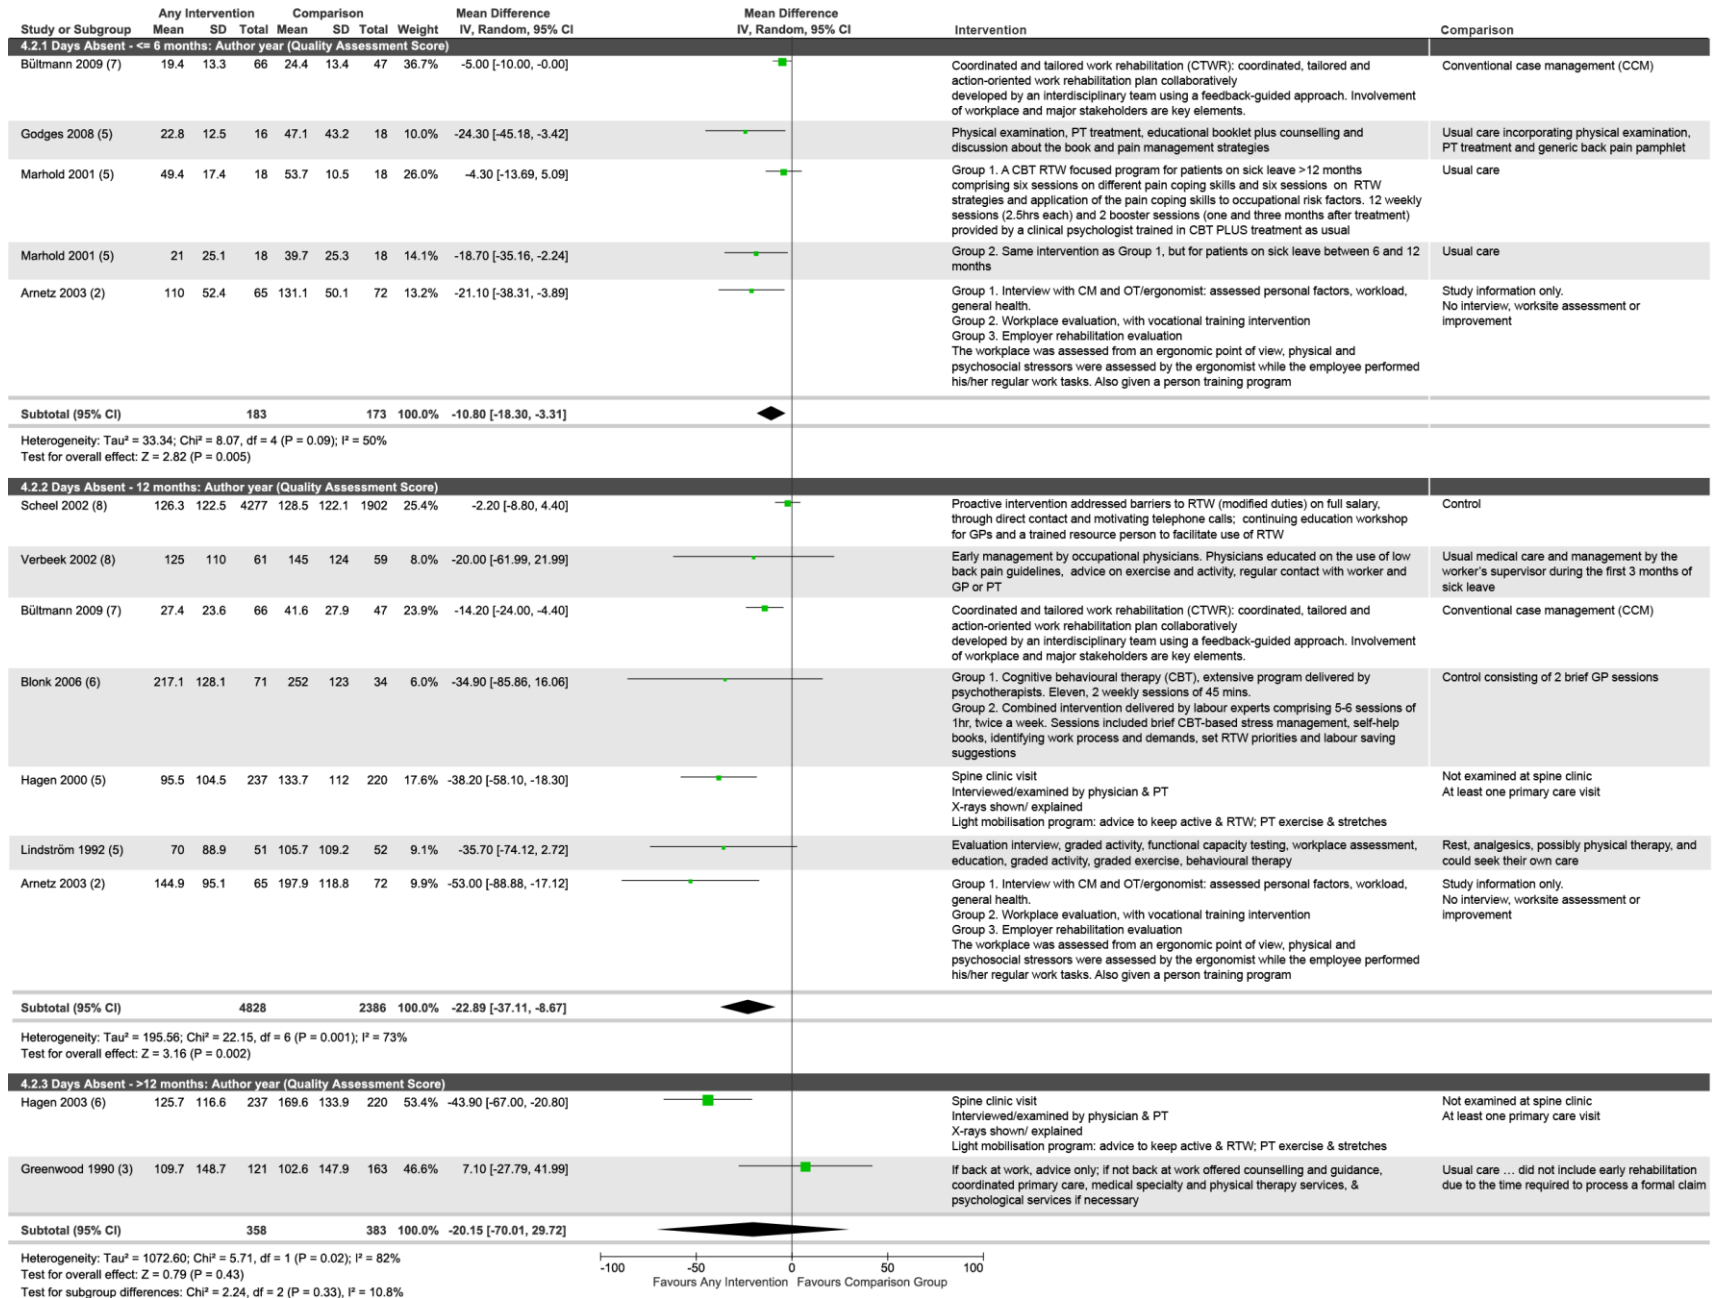 Any Intervention Comparison Mean Difference Mean Difference
Study or Subgroup Mean SD Total Mean SD Total Weight IV, Random, 95% CI IV, Random, 95% CI Intervention Comparison
4.2.1 Days Absent - <= 6 months: Author year (Quality Assessment Score)
Bültmann 2009 (7) 19.4 13.3 66 24.4 13.4 47 36.7% -5.00 [-10.00, -0.00] Coordinated and tailored work rehabilitation (CTWR): coordinated, tailored and Conventional case management (CCM)
action-oriented work rehabilitation plan collaboratively
developed by an interdisciplinary team using a feedback-guided approach. Involvement
of workplace and major stakeholders are key elements.
Godges 2008 (5) 22.8 12.5 16 47.1 43.2 18 10.0% -24.30 [-45.18, -3.42] Physical examination, PT treatment, educational booklet plus counselling and Usual care incorporating physical examination,
discussion about the book and pain management strategies PT treatment and generic back pain pamphlet
Marhold 2001 (5) 49.4 17.4 18 53.7 10.5 18 26.0% -4.30 [-13.69, 5.09] Group 1. A CBT RTW focused program for patients on sick leave >12 months Usual care
comprising six sessions on different pain coping skills and six sessions on RTW
strategies and application of the pain coping skills to occupational risk factors. 12 weekly
sessions (2.5hrs each) and 2 booster sessions (one and three months after treatment)
provided by a clinical psychologist trained in CBT PLUS treatment as usual
Marhold 2001 (5) 21 25.1 18 39.7 25.3 18 14.1% -18.70 [-35.16, -2.24] Group 2. Same intervention as Group 1, but for patients on sick leave between 6 and 12 Usual care
months
Arnetz 2003 (2) 110 52.4 65 131.1 50.1 72 13.2% -21.10 [-38.31, -3.89] Group 1. Interview with CM and OT/ergonomist: assessed personal factors, workload, Study information only.
general health. No interview, worksite assessment or
Group 2. Workplace evaluation, with vocational training intervention improvement
Group 3. Employer rehabilitation evaluation
The workplace was assessed from an ergonomic point of view, physical and
psychosocial stressors were assessed by the ergonomist while the employee performed
his/her regular work tasks. Also given a person training program
Subtotal (95% CI) 183 173 100.0% -10.80 [-18.30, -3.31]
Heterogeneity: Tau² = 33.34; Chi² = 8.07, df = 4 (P = 0.09); I² = 50%
Test for overall effect: Z = 2.82 (P = 0.005)
4.2.2 Days Absent - 12 months: Author year (Quality Assessment Score)
Scheel 2002 (8) 126.3 122.5 4277 128.5 122.1 1902 25.4% -2.20 [-8.80, 4.40] Proactive intervention addressed barriers to RTW (modified duties) on full salary, Control
through direct contact and motivating telephone calls; continuing education workshop
for GPs and a trained resource person to facilitate use of RTW
Verbeek 2002 (8) 125 110 61 145 124 59 8.0% -20.00 [-61.99, 21.99] Early management by occupational physicians. Physicians educated on the use of low Usual medical care and management by the
back pain guidelines, advice on exercise and activity, regular contact with worker and worker's supervisor during the first 3 months of
GP or PT sick leave
Bültmann 2009 (7) 27.4 23.6 66 41.6 27.9 47 23.9% -14.20 [-24.00, -4.40] Coordinated and tailored work rehabilitation (CTWR): coordinated, tailored and Conventional case management (CCM)
action-oriented work rehabilitation plan collaboratively
developed by an interdisciplinary team using a feedback-guided approach. Involvement
of workplace and major stakeholders are key elements.
Blonk 2006 (6) 217.1 128.1 71 252 123 34 6.0% -34.90 [-85.86, 16.06] Group 1. Cognitive behavioural therapy (CBT), extensive program delivered by Control consisting of 2 brief GP sessions
psychotherapists. Eleven, 2 weekly sessions of 45 mins.
Group 2. Combined intervention delivered by labour experts comprising 5-6 sessions of
1hr, twice a week. Sessions included brief CBT-based stress management, self-help
books, identifying work process and demands, set RTW priorities and labour saving
suggestions
Hagen 2000 (5) 95.5 104.5 237 133.7 112 220 17.6% -38.20 [-58.10, -18.30] Spine clinic visit Not examined at spine clinic
Interviewed/examined by physician & PT At least one primary care visit
X-rays shown/ explained
Light mobilisation program: advice to keep active & RTW; PT exercise & stretches
Lindström 1992 (5) 70 88.9 51 105.7 109.2 52 9.1% -35.70 [-74.12, 2.72] Evaluation interview, graded activity, functional capacity testing, workplace assessment, Rest, analgesics, possibly physical therapy, and
education, graded activity, graded exercise, behavioural therapy could seek their own care
Arnetz 2003 (2) 144.9 95.1 65 197.9 118.8 72 9.9% -53.00 [-88.88, -17.12] Group 1. Interview with CM and OT/ergonomist: assessed personal factors, workload, Study information only.
general health. No interview, worksite assessment or
Group 2. Workplace evaluation, with vocational training intervention improvement
Group 3. Employer rehabilitation evaluation
The workplace was assessed from an ergonomic point of view, physical and
psychosocial stressors were assessed by the ergonomist while the employee performed
his/her regular work tasks. Also given a person training program
Subtotal (95% CI) 4828 2386 100.0% -22.89 [-37.11, -8.67]
Heterogeneity: Tau² = 195.56; Chi² = 22.15, df = 6 (P = 0.001); I² = 73%
Test for overall effect: Z = 3.16 (P = 0.002)
4.2.3 Days Absent - >12 months: Author year (Quality Assessment Score)
Hagen 2003 (6) 125.7 116.6 237 169.6 133.9 220 53.4% -43.90 [-67.00, -20.80] Spine clinic visit Not examined at spine clinic
Interviewed/examined by physician & PT At least one primary care visit
X-rays shown/ explained
Light mobilisation program: advice to keep active & RTW; PT exercise & stretches
Greenwood 1990 (3) 109.7 148.7 121 102.6 147.9 163 46.6% 7.10 [-27.79, 41.99] If back at work, advice only; if not back at work offered counselling and guidance, Usual care … did not include early rehabilitation
coordinated primary care, medical specialty and physical therapy services, & due to the time required to process a formal claim
psychological services if necessary
Subtotal (95% CI) 358 383 100.0% -20.15 [-70.01, 29.72]
Heterogeneity: Tau² = 1072.60; Chi² = 5.71, df = 1 (P = 0.02); I² = 82%
-100 -50 0 50 100
Test for overall effect: Z = 0.79 (P = 0.43)
Favours Any Intervention Favours Comparison Group
Test for subgroup differences: Chi² = 2.24, df = 2 (P = 0.33), I² = 10.8%